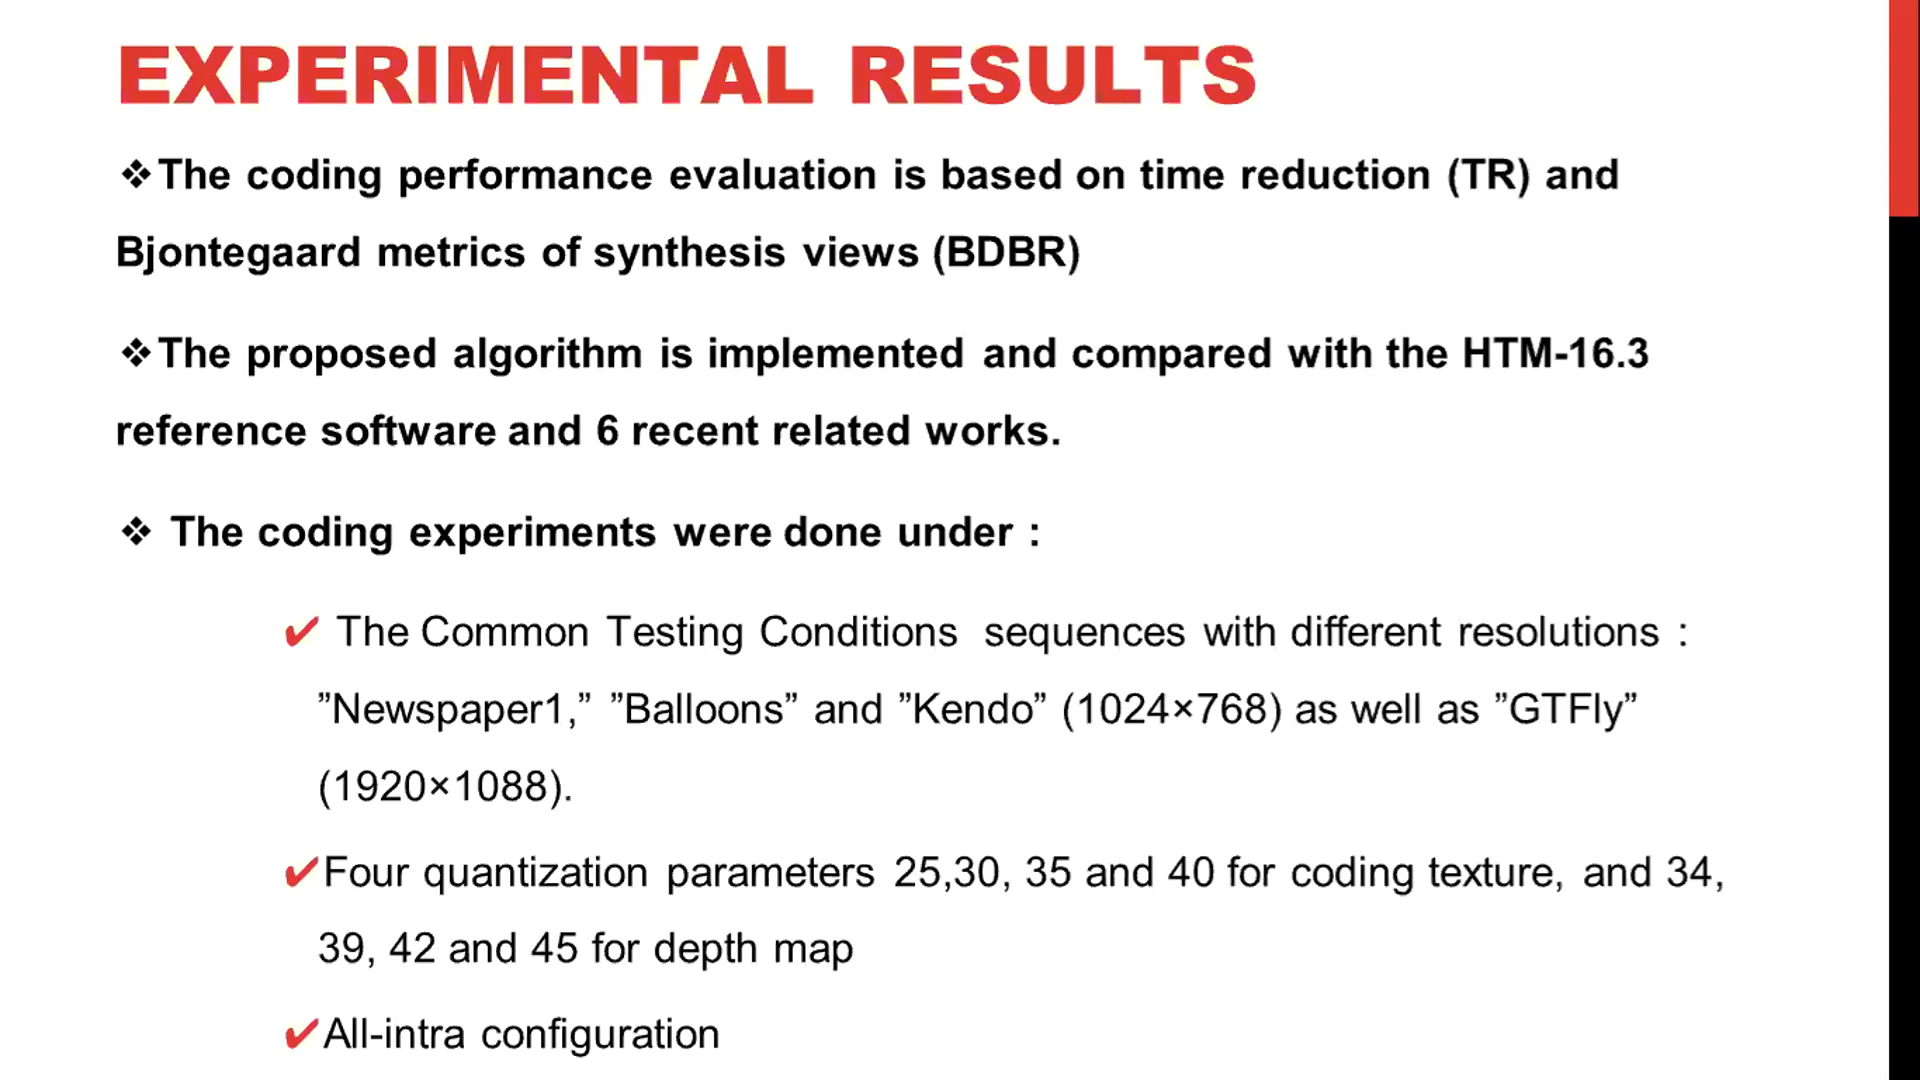 EXPERIMENTAL RESULTS
❖The coding performance evaluation is based on time reduction (TR) and
Bjontegaard metrics of synthesis views (BDBR)
❖The proposed algorithm is implemented and compared with the HTM-16.3
reference software and 6 recent related works.
❖ The coding experiments were done under :
✔ The Common Testing Conditions sequences with different resolutions :
”Newspaper1,” ”Balloons” and ”Kendo” (1024×768) as well as ”GTFly”
(1920×1088).
✔Four quantization parameters 25,30, 35 and 40 for coding texture, and 34,
39, 42 and 45 for depth map
✔All-intra configuration